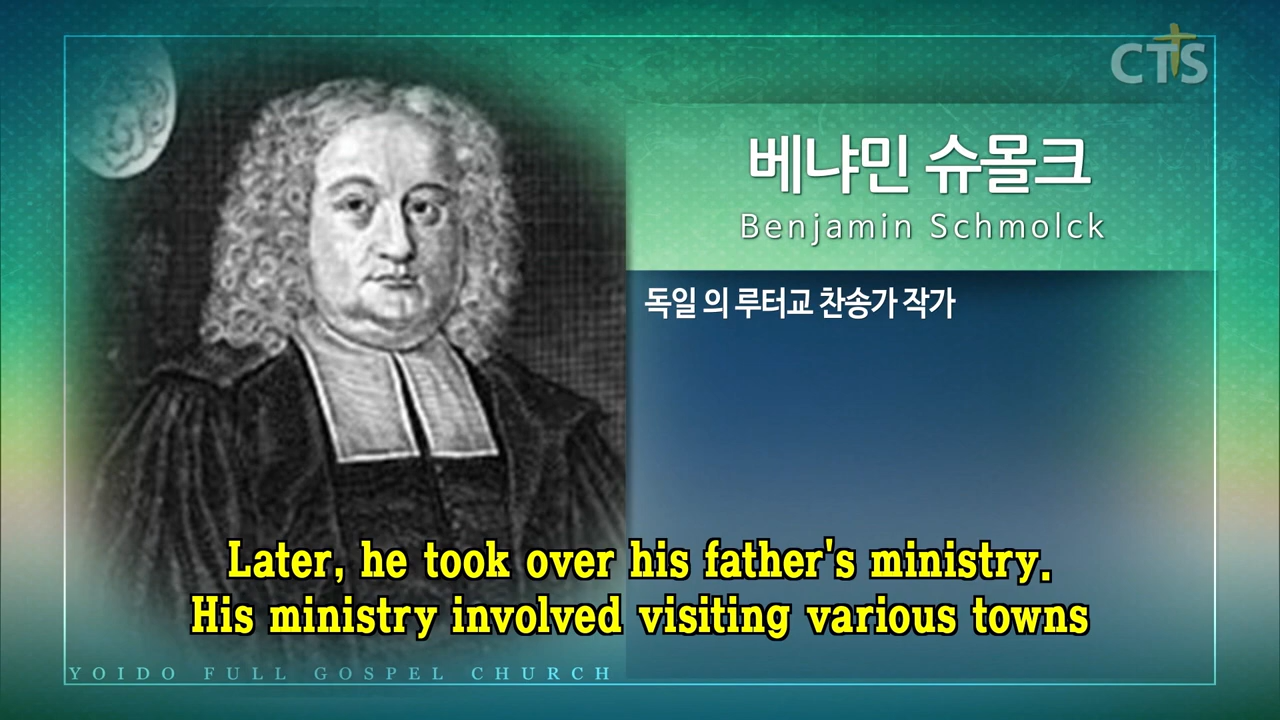 CTS
베냐민 슈몰크
Benjamin Schmolck
독일 의 루터교 찬송가 작가
Later, he took over his father's ministry.
His ministry involved visiting various towns
YOIDO FULL GOSPEL CHURCH